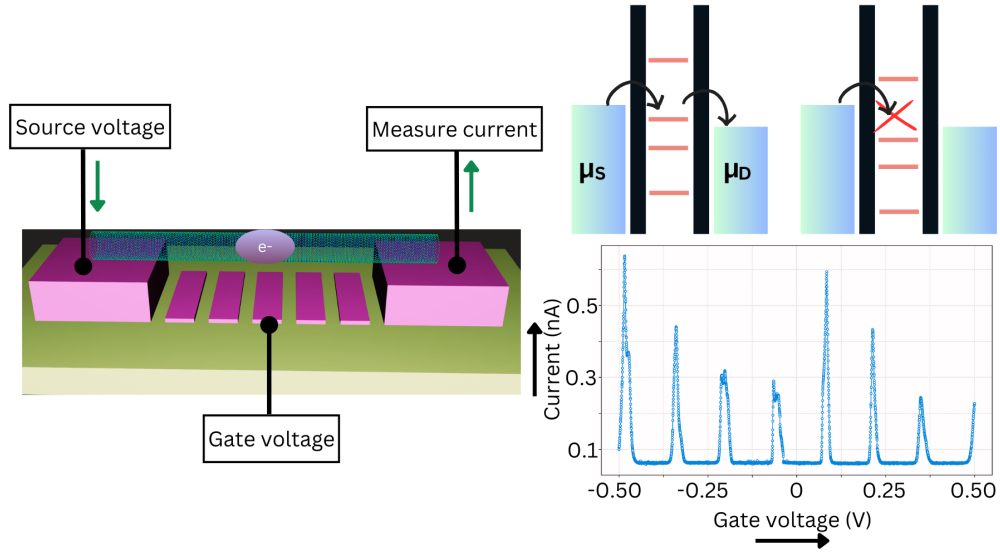 Source voltage
Measure current
e-
Gate voltage
μS
μD
Current (nA)
0.5
0.3
0.1
-0.50
-0.25
0
0.25
0.50
Gate voltage (V)